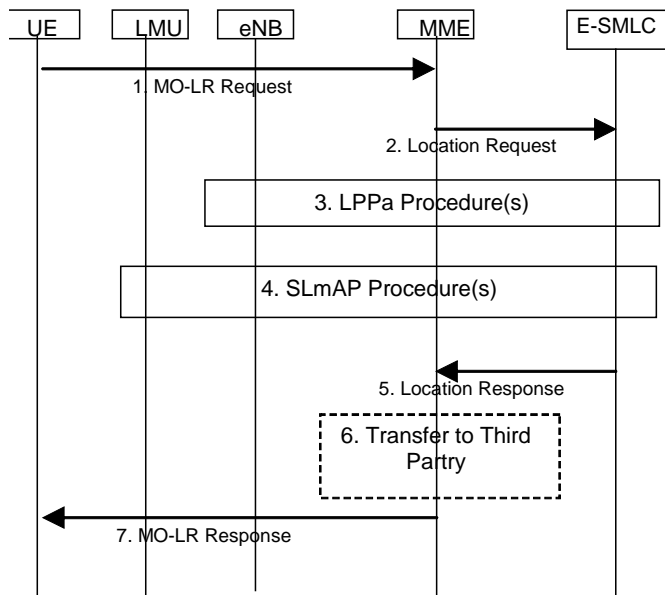 UE LMU eNB MME E-SMLC
1. MO-LR Request
2. Location Request
3. LPPa Procedure(s)
4. SLmAP Procedure(s)
5. Location Response
6. Transfer to Third
Partry
7. MO-LR Response